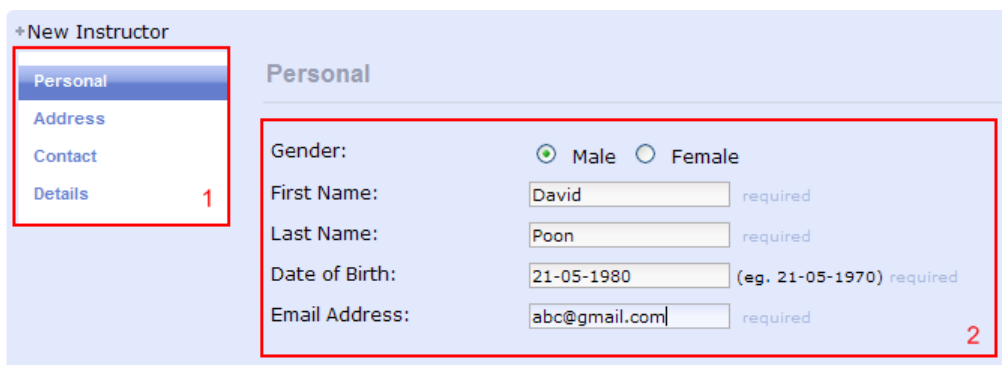 +New Instructor
Personal
Address
Contact
Details
1
Personal
Gender: Male Female
First Name: David required
Last Name: Poon required
Date of Birth: 21-05-1980 (eg. 21-05-1970) required
Email Address: abc@gmail.com required
2